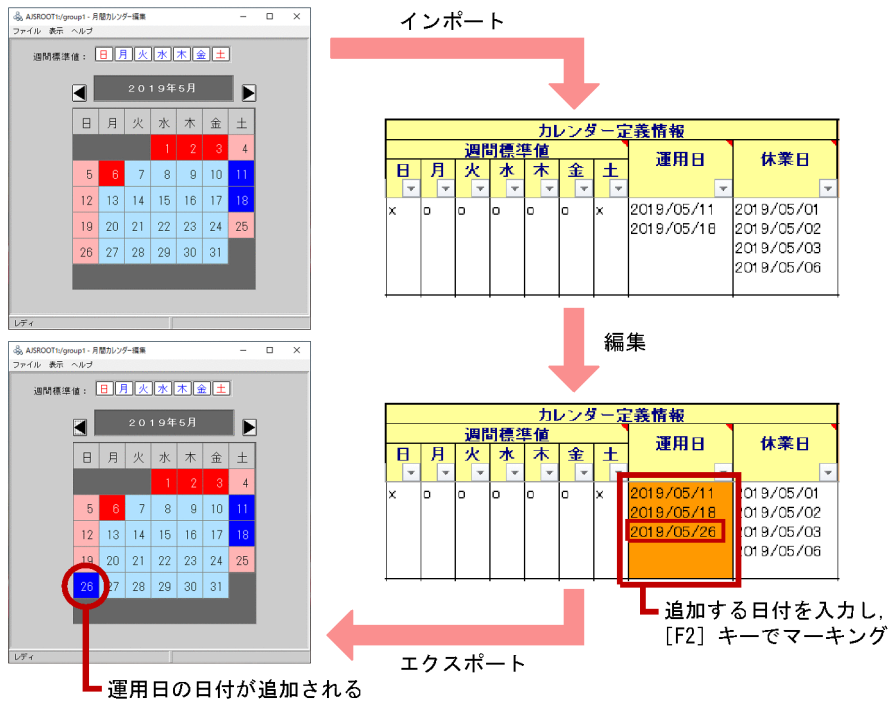 AJSROOT1:/group1 - 月間カレンダー編集
ファイル 表示 ヘルプ
週間標準値： 日 月 火 水 木 金 土
2019年5月
日 月 火 水 木 金 土
1 2 3 4
5 6 7 8 9 10 11
12 13 14 15 16 17 18
19 20 21 22 23 24 25
26 27 28 29 30 31
レディ
インポート
カレンダー定義情報
週間標準値 運用日 休業日
日 月 火 水 木 金 土
x o o o o o x 2019/05/11 2019/05/01
2019/05/18 2019/05/02
2019/05/03
2019/05/06
編集
カレンダー定義情報
週間標準値 運用日 休業日
日 月 火 水 木 金 土
x o o o o o x 2019/05/11 2019/05/01
2019/05/18 2019/05/02
2019/05/26 2019/05/03
2019/05/06
追加する日付を入力し，
［F2］キーでマーキング
エクスポート
AJSROOT1:/group1 - 月間カレンダー編集
ファイル 表示 ヘルプ
週間標準値： 日 月 火 水 木 金 土
2019年5月
日 月 火 水 木 金 土
1 2 3 4
5 6 7 8 9 10 11
12 13 14 15 16 17 18
19 20 21 22 23 24 25
26 27 28 29 30 31
レディ
運用日の日付が追加される